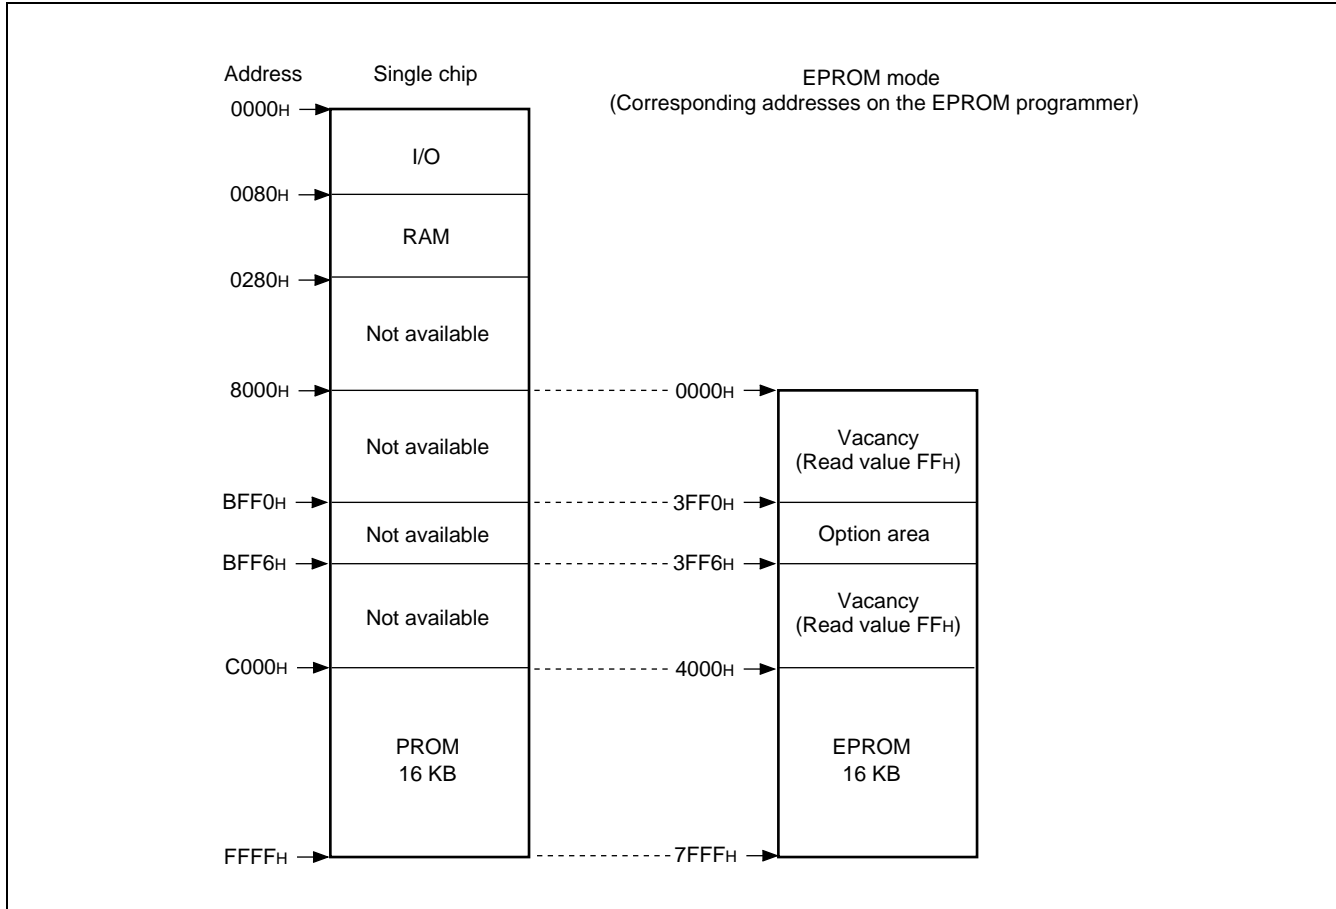 Address
Single chip
EPROM mode
(Corresponding addresses on the EPROM programmer)
0000H
I/O
0080H
RAM
0280H
Not available
8000H
0000H
Not available
Vacancy
(Read value FFH)
BFF0H
3FF0H
Not available
Option area
BFF6H
3FF6H
Not available
Vacancy
(Read value FFH)
C000H
4000H
PROM
16 KB
EPROM
16 KB
FFFFH
7FFFH